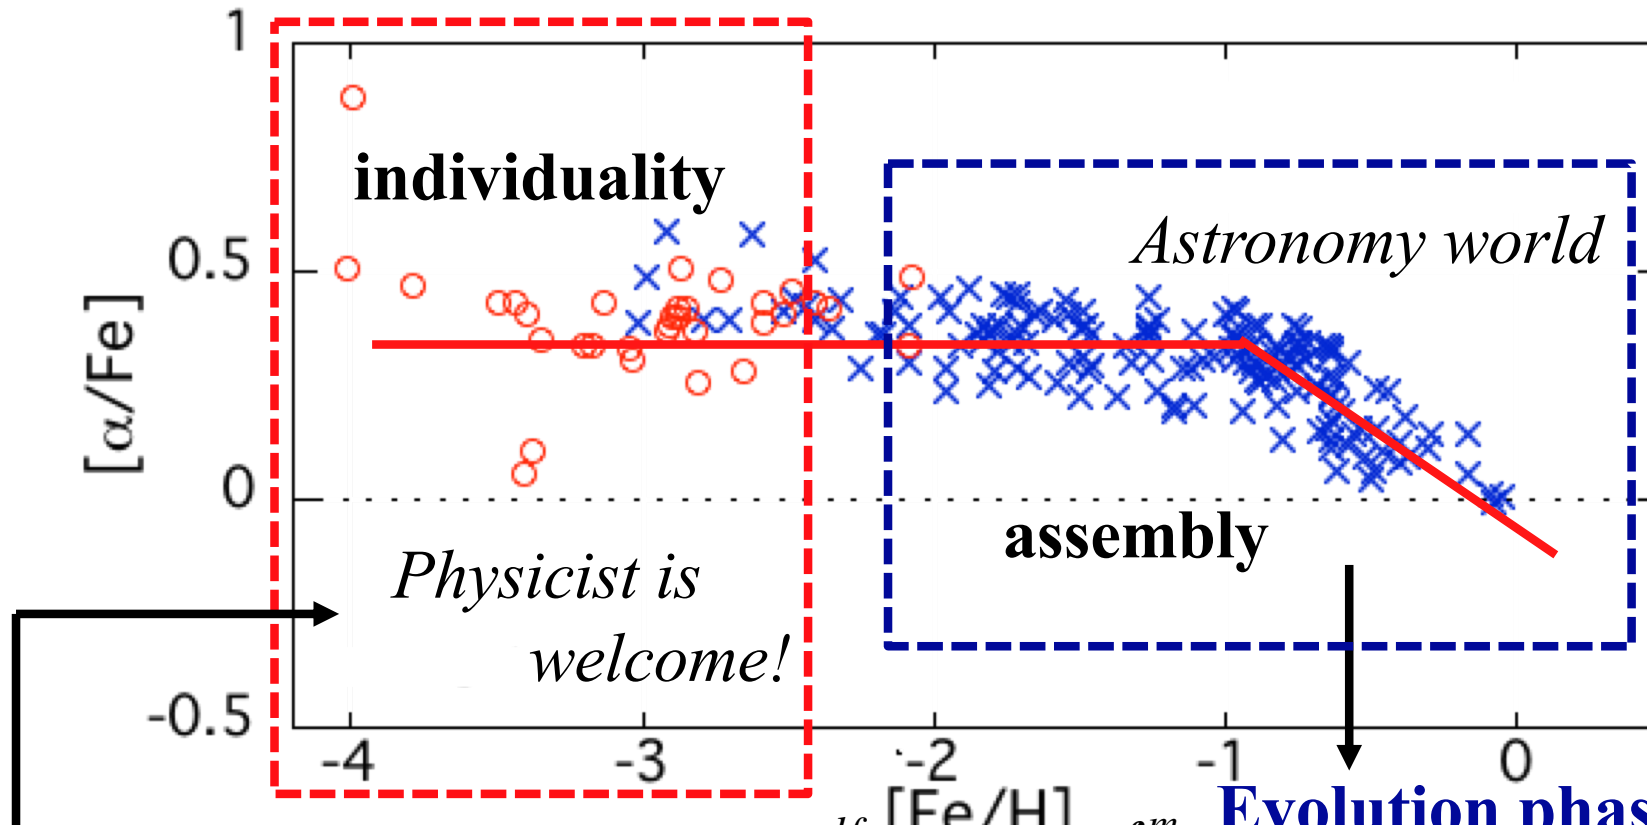 1
individuality
Astronomy world
0.5
[α/Fe]
0
assembly
Physicist is
welcome!
-0.5
-4 -3 -2 -1 0
[Fe/H]
Evolution